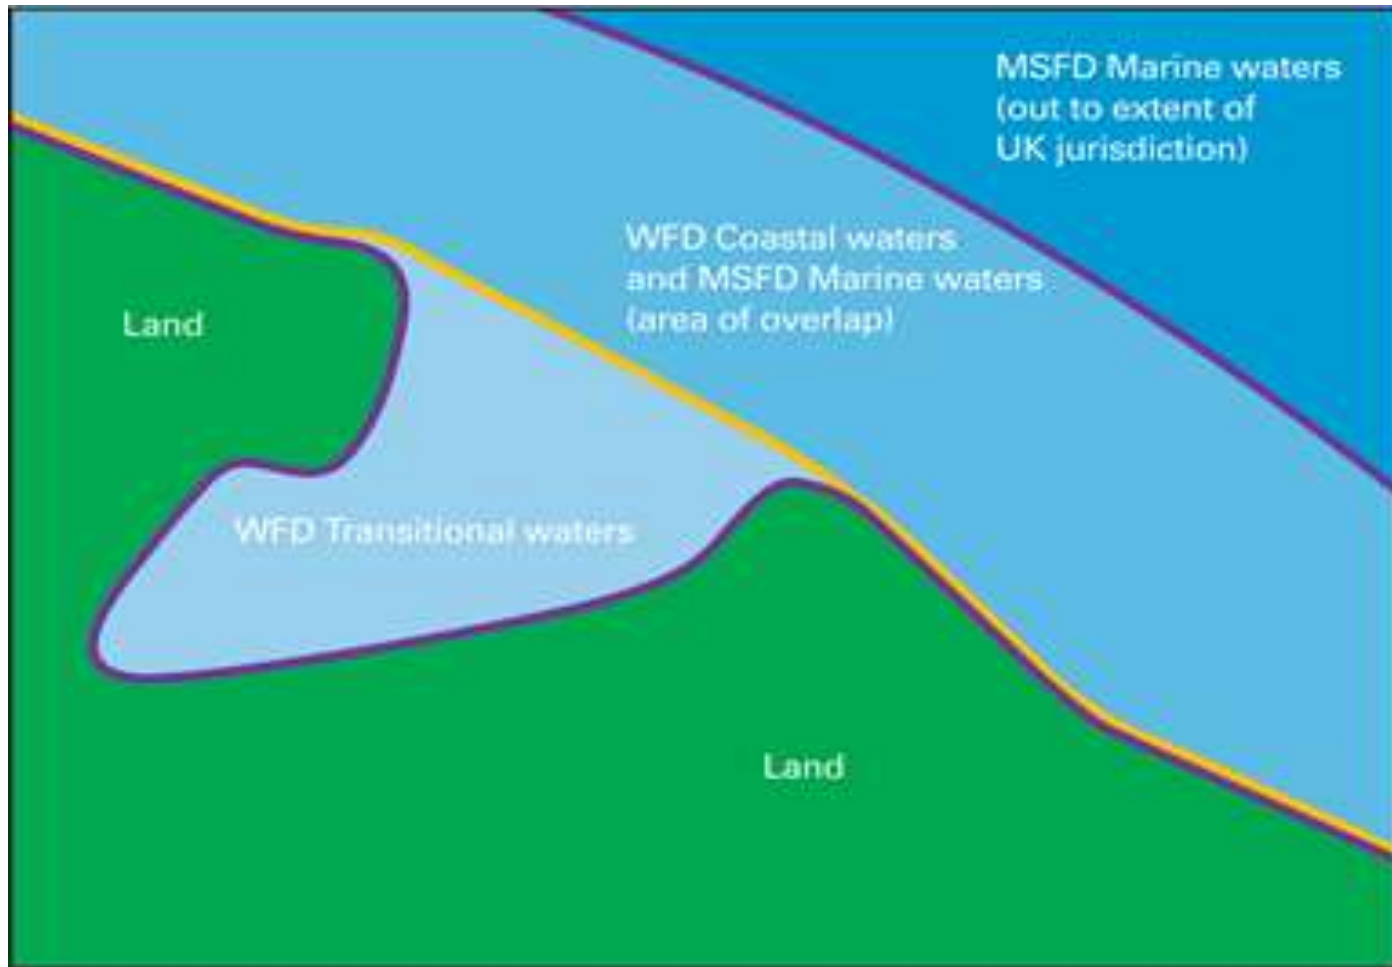 MSFD Marine waters
(out to extent of
UK jurisdiction)
WFD Coastal waters
and MSFD Marine waters
(area of overlap)
Land
WFD Transitional waters
Land